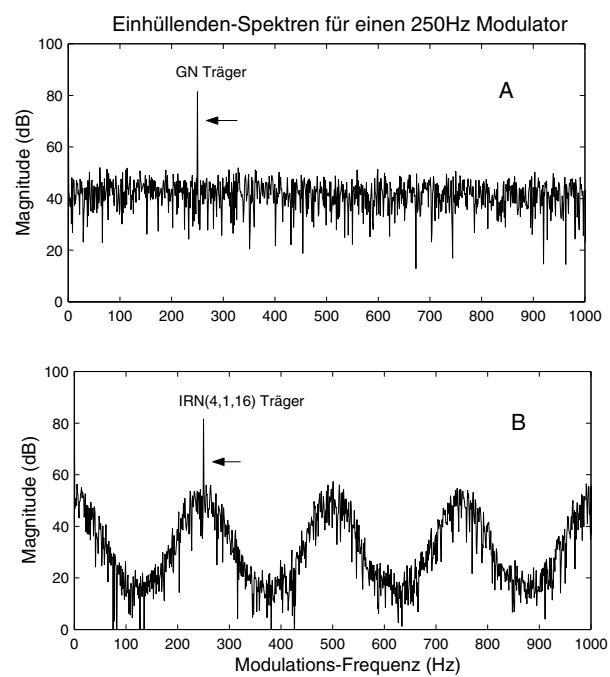 Einhüllenden-Spektren für einen 250Hz Modulator
100
80
60
40
20
0
Magnitude (dB)
GN Träger
A
0 100 200 300 400 500 600 700 800 900 1000
100
80
60
40
20
0
Magnitude (dB)
IRN(4,1,16) Träger
B
0 100 200 300 400 500 600 700 800 900 1000
Modulations-Frequenz (Hz)